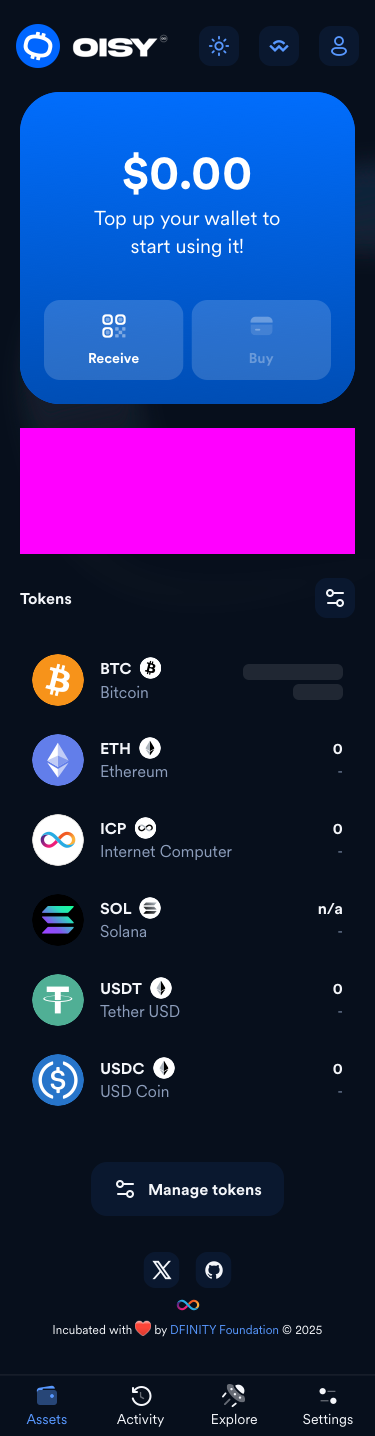 OISY
$0.00
Top up your wallet to
start using it!
Receive
Buy
Tokens
BTC
Bitcoin
ETH
0
Ethereum
-
ICP
0
Internet Computer
-
SOL
n/a
Solana
-
USDT
0
Tether USD
-
USDC
0
USD Coin
-
Manage tokens
Incubated with ❤️ by DFINITY Foundation © 2025
Assets
Activity
Explore
Settings